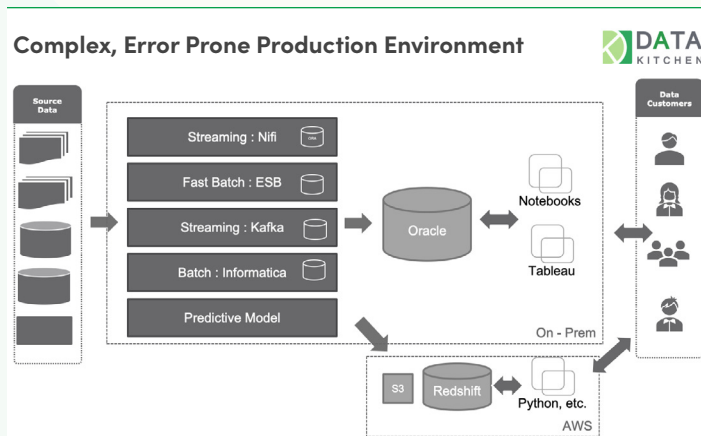 Complex, Error Prone Production Environment
DATA
KITCHEN
Source
Data
Data
Customers
Streaming : Nifi
Fast Batch : ESB
Streaming : Kafka
Batch : Informatica
Predictive Model
Oracle
Notebooks
Tableau
On - Prem
S3
Redshift
Python, etc.
AWS